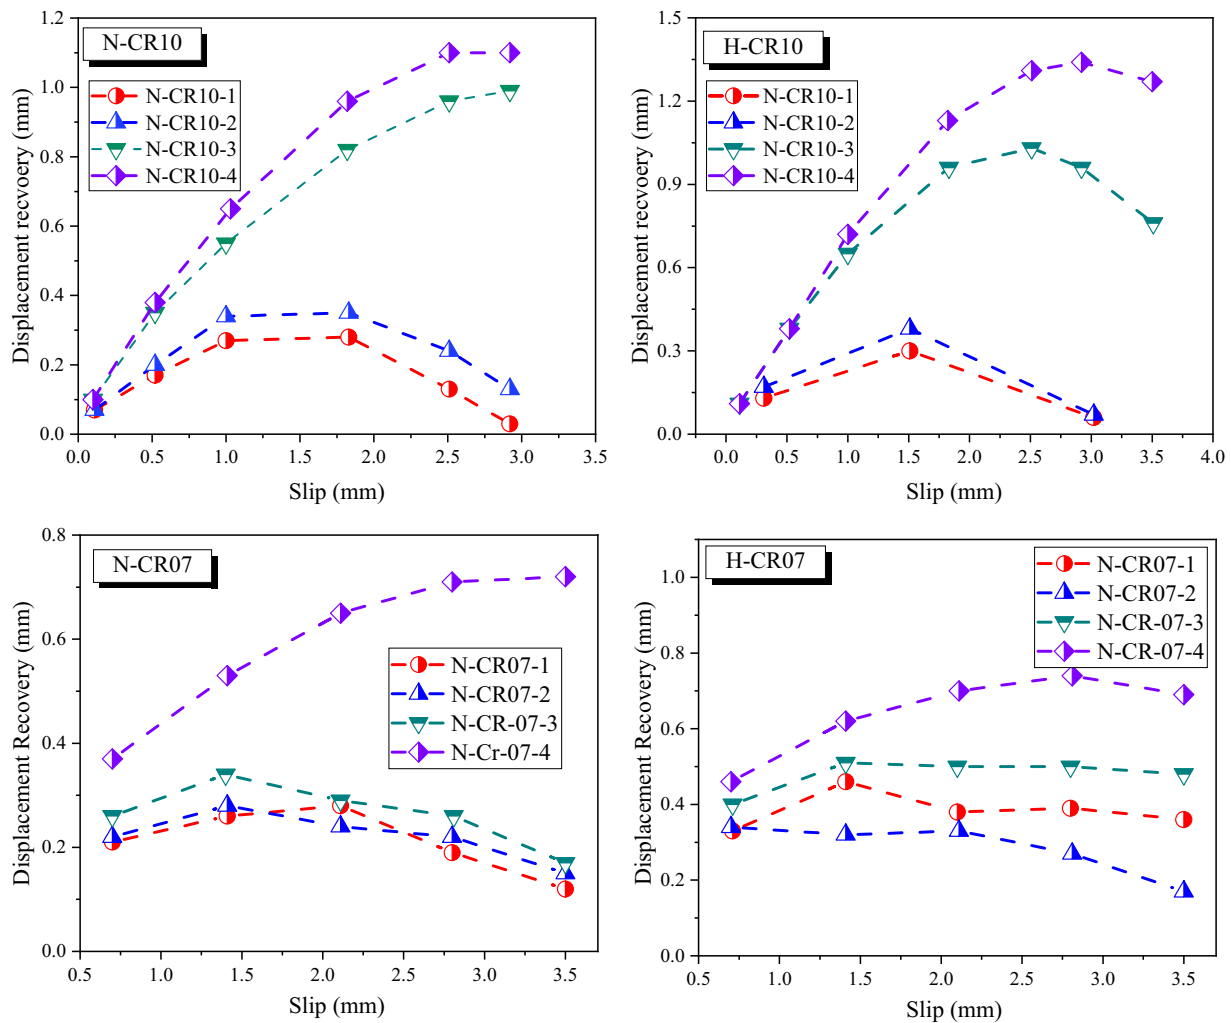 N-CR10
N-CR10-1
N-CR10-2
N-CR10-3
N-CR10-4
Displacement recvoery (mm)
1.2
1.0
0.8
0.6
0.4
0.2
0.0
0.0 0.5 1.0 1.5 2.0 2.5 3.0 3.5
Slip (mm)
H-CR10
N-CR10-1
N-CR10-2
N-CR10-3
N-CR10-4
Displacement recvoery (mm)
1.5
1.2
0.9
0.6
0.3
0.0
0.0 0.5 1.0 1.5 2.0 2.5 3.0 3.5 4.0
Slip (mm)
N-CR07
N-CR07-1
N-CR07-2
N-CR-07-3
N-Cr-07-4
Displacement Recovery (mm)
0.8
0.6
0.4
0.2
0.0
0.5 1.0 1.5 2.0 2.5 3.0 3.5
Slip (mm)
H-CR07
N-CR07-1
N-CR07-2
N-CR-07-3
N-CR-07-4
Displacement Recovery (mm)
1.0
0.8
0.6
0.4
0.2
0.0
0.5 1.0 1.5 2.0 2.5 3.0 3.5
Slip (mm)